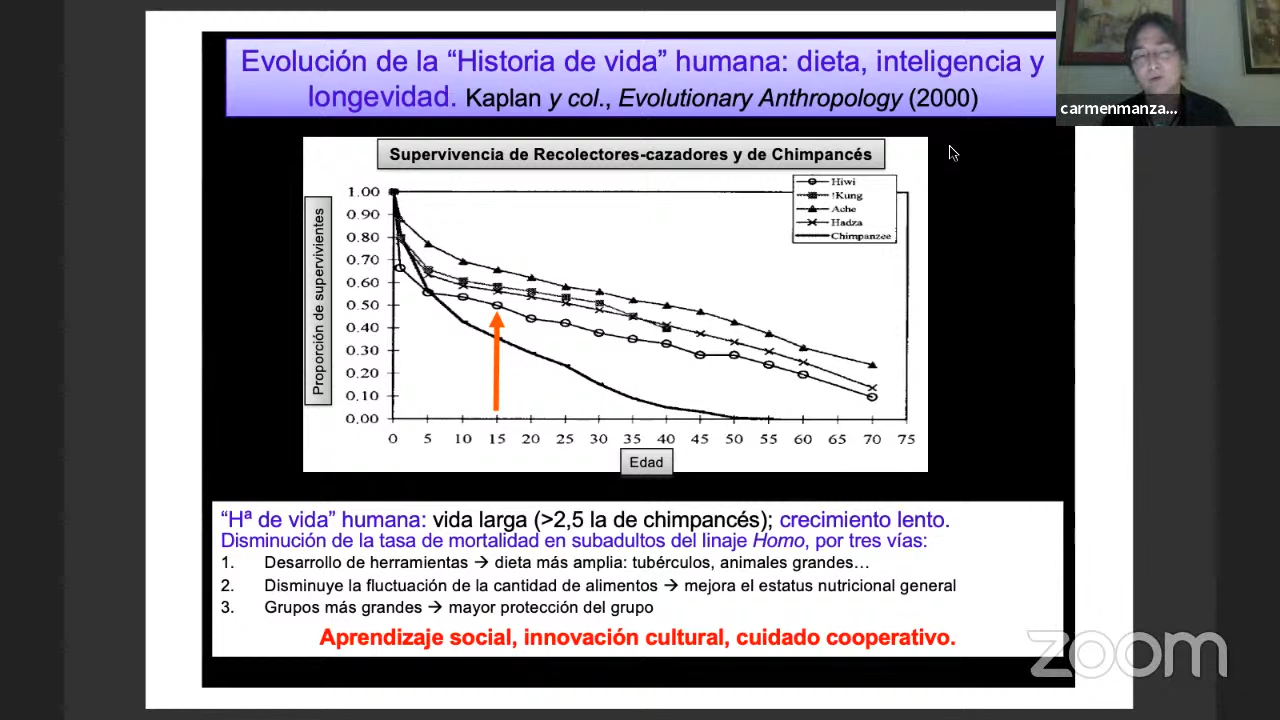 Evolución de la “Historia de vida” humana: dieta, inteligencia y
longevidad. Kaplan y col., Evolutionary Anthropology (2000)
carmenmanza...
Supervivencia de Recolectores-cazadores y de Chimpancés
Proporción de supervivientes
1.00
0.90
0.80
0.70
0.60
0.50
0.40
0.30
0.20
0.10
0.00
Hiwi
!Kung
Ache
Hadza
Chimpanzee
0 5 10 15 20 25 30 35 40 45 50 55 60 65 70 75
Edad
“Hª de vida” humana: vida larga (>2,5 la de chimpancés); crecimiento lento.
Disminución de la tasa de mortalidad en subadultos del linaje Homo, por tres vías:
1. Desarrollo de herramientas → dieta más amplia: tubérculos, animales grandes…
2. Disminuye la fluctuación de la cantidad de alimentos → mejora el estatus nutricional general
3. Grupos más grandes → mayor protección del grupo
Aprendizaje social, innovación cultural, cuidado cooperativo.
zoom